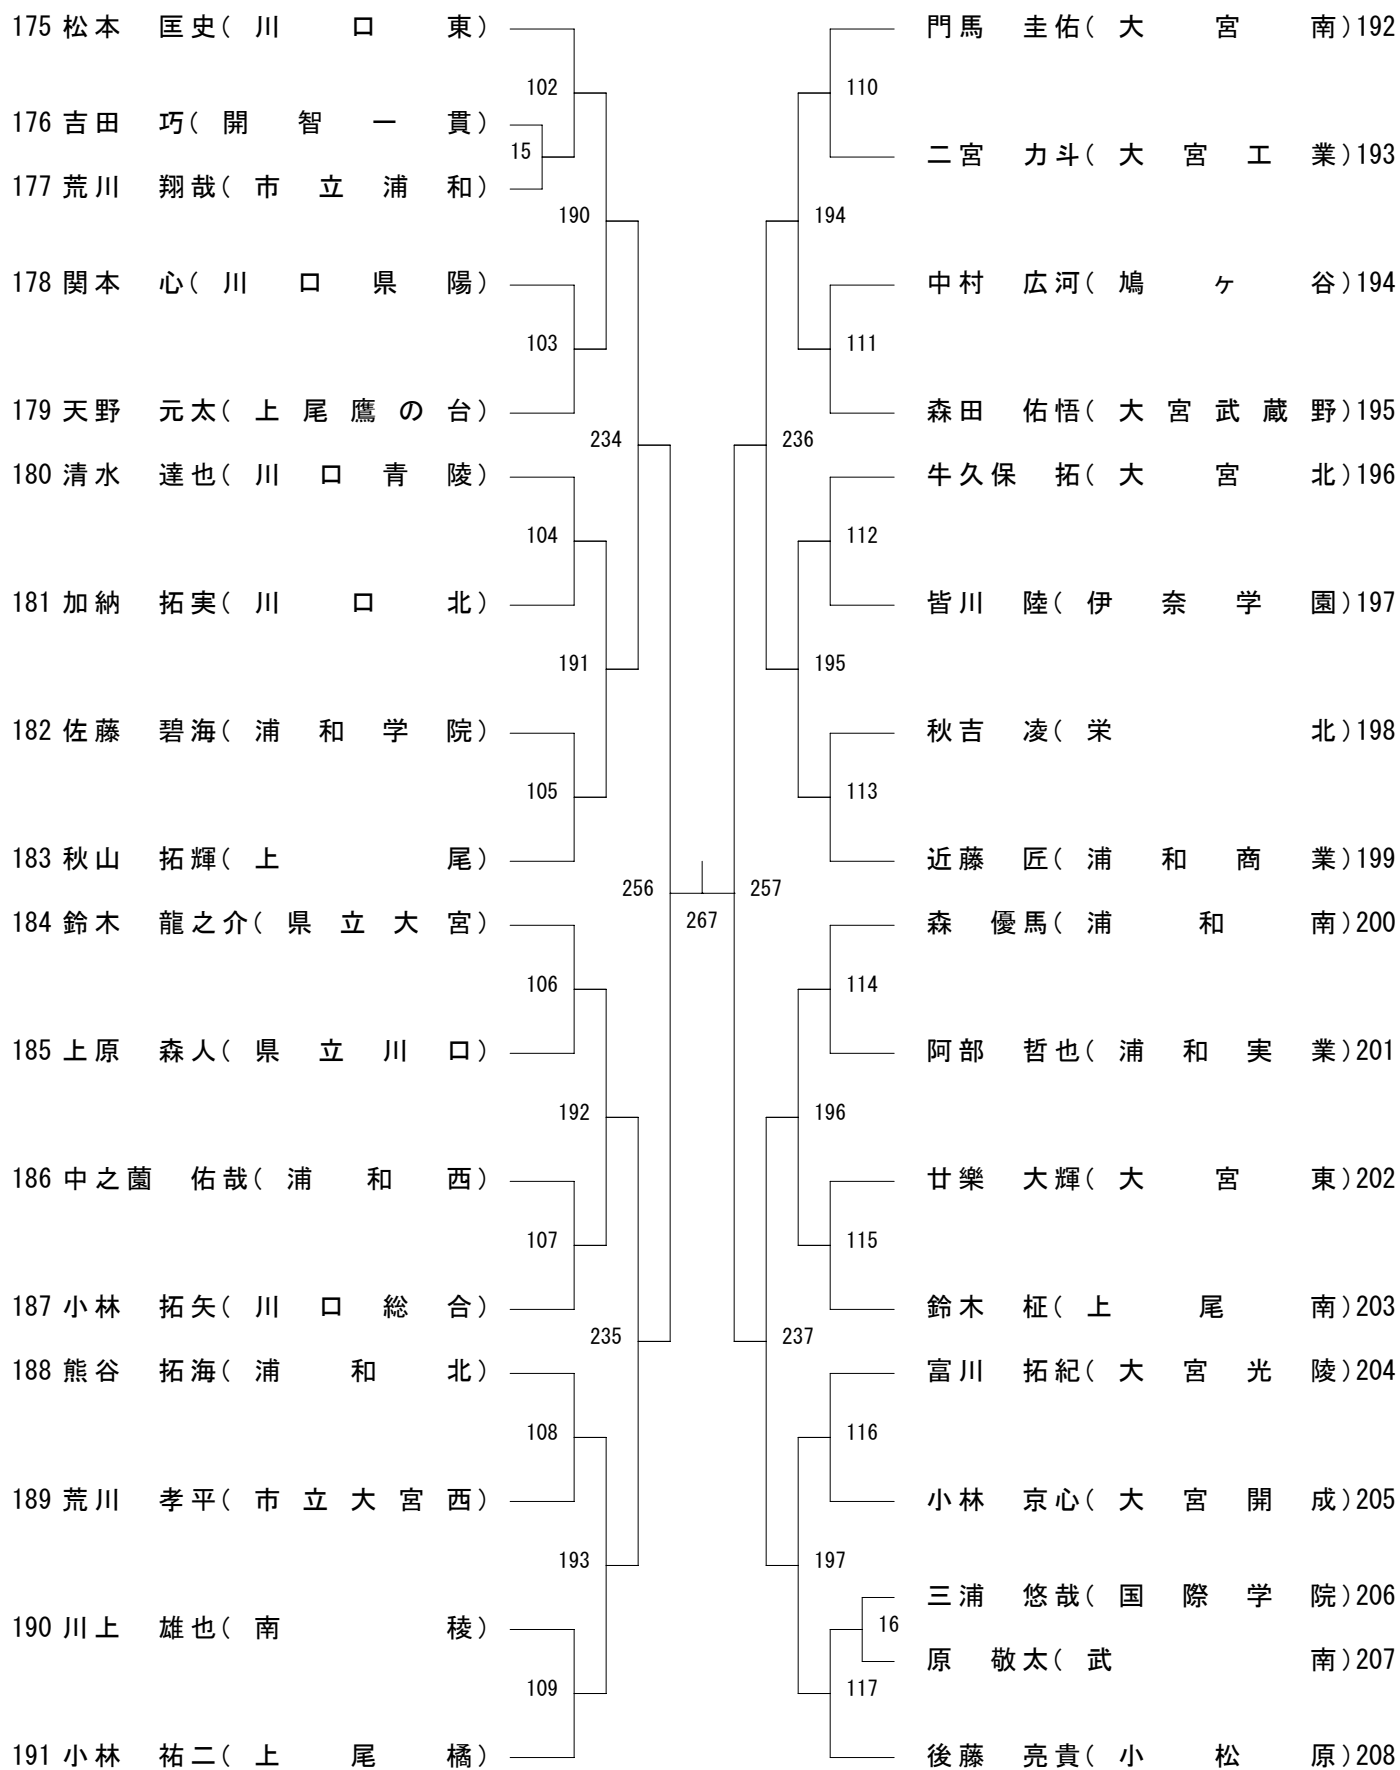 175 松本 匡史(川口東)
102
176 吉田 巧(開智一貫)
15
177 荒川 翔哉(市立浦和)
190
178 関本 心(川口県陽)
103
179 天野 元太(上尾鷹の台)
234
180 清水 達也(川口青陵)
104
181 加納 拓実(川口北)
191
182 佐藤 碧海(浦和学院)
105
183 秋山 拓輝(上尾)
256
184 鈴木 龍之介(県立大宮)
106
185 上原 森人(県立川口)
192
186 中之薗 佑哉(浦和西)
107
187 小林 拓矢(川口総合)
235
188 熊谷 拓海(浦和北)
108
189 荒川 孝平(市立大宮西)
193
190 川上 雄也(南稜)
109
191 小林 祐二(上尾橘)
267
門馬 圭佑(大宮南)192
110
二宮 力斗(大宮工業)193
194
中村 広河(鳩ヶ谷)194
111
森田 佑悟(大宮武蔵野)195
236
牛久保 拓(大宮北)196
112
皆川 陸(伊奈学園)197
195
秋吉 凌(栄北)198
113
近藤 匠(浦和商業)199
257
森 優馬(浦和南)200
114
阿部 哲也(浦和実業)201
196
廿樂 大輝(大宮東)202
115
鈴木 柾(上尾南)203
237
富川 拓紀(大宮光陵)204
116
小林 京心(大宮開成)205
197
三浦 悠哉(国際学院)206
16
原 敬太(武南)207
117
後藤 亮貴(小松原)208